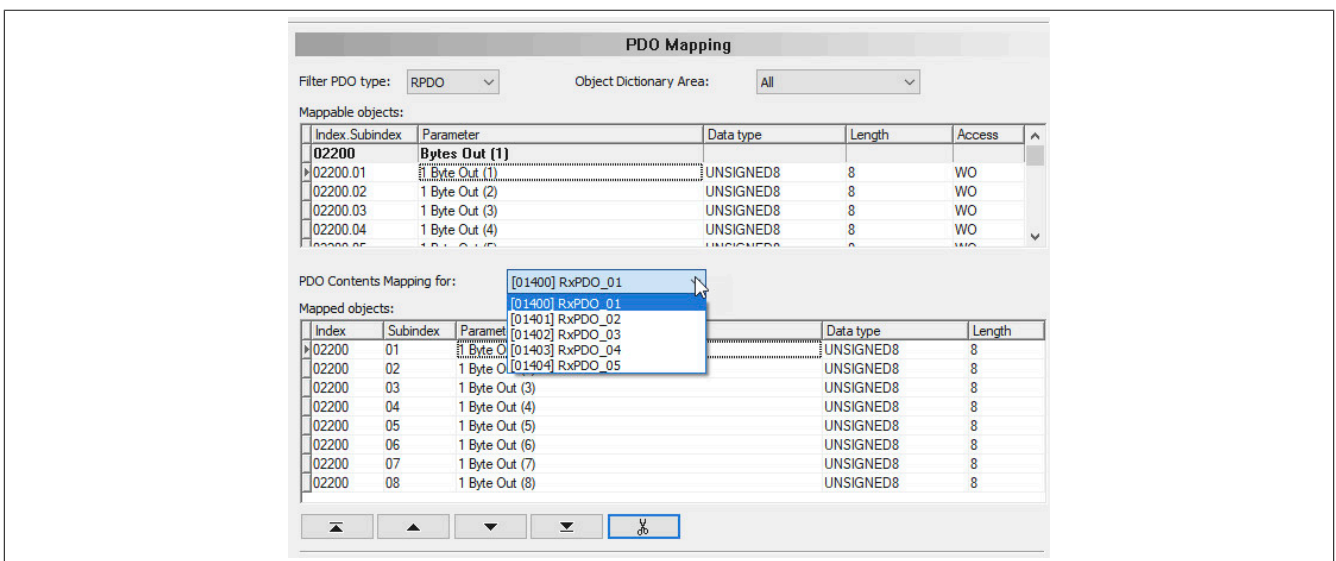 PDO Mapping
Filter PDO type: RPDO Object Dictionary Area: All
Mappable objects:
Index.Subindex Parameter Data type Length Access
02200 Bytes Out (1)
02200.01 1 Byte Out (1) UNSIGNED8 8 WO
02200.02 1 Byte Out (2) UNSIGNED8 8 WO
02200.03 1 Byte Out (3) UNSIGNED8 8 WO
02200.04 1 Byte Out (4) UNSIGNED8 8 WO
PDO Contents Mapping for: [01400] RxPDO_01
[01400] RxPDO_01
Mapped objects:
[01401] RxPDO_02
Index Subindex Data type Length
[01402] RxPDO_03
02200 01 1 Byte UNSIGNED8 8
[01403] RxPDO_04
02200 02 1 Byte UNSIGNED8 8
[01404] RxPDO_05
02200 03 1 Byte Out (3) UNSIGNED8 8
02200 04 1 Byte Out (4) UNSIGNED8 8
02200 05 1 Byte Out (5) UNSIGNED8 8
02200 06 1 Byte Out (6) UNSIGNED8 8
02200 07 1 Byte Out (7) UNSIGNED8 8
02200 08 1 Byte Out (8) UNSIGNED8 8